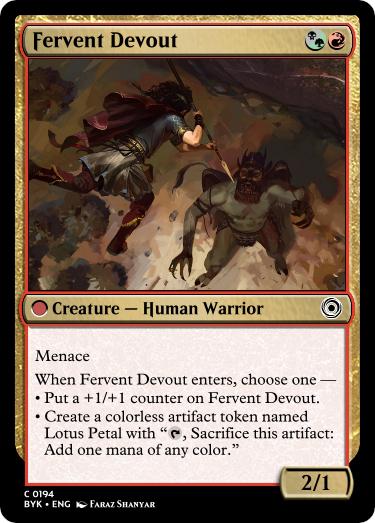 Fervent Devout
Creature — Human Warrior
Menace
When Fervent Devout enters, choose one —
• Put a +1/+1 counter on Fervent Devout.
• Create a colorless artifact token named
Lotus Petal with “, Sacrifice this artifact:
Add one mana of any color.”
2/1
C 0194
BYK • ENG Faraz Shanyar